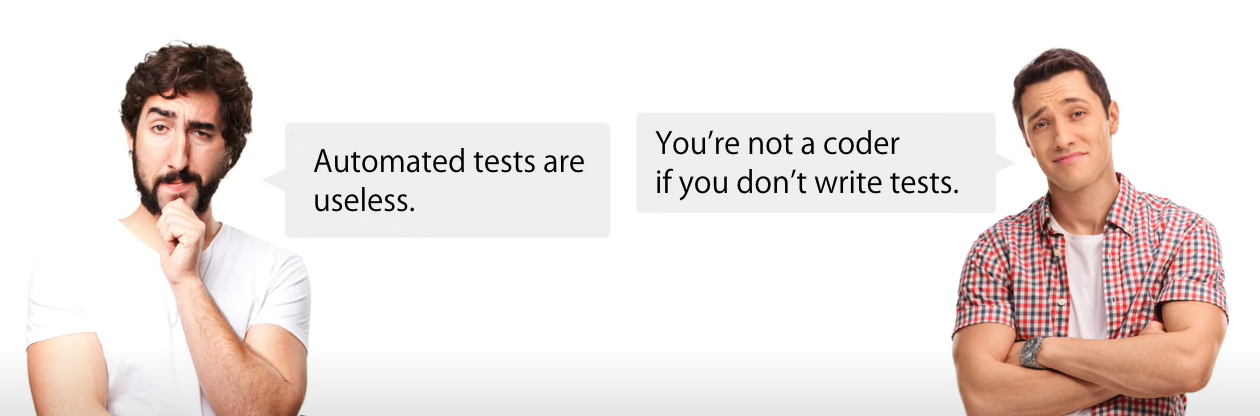 Automated tests are
useless.
You’re not a coder
if you don’t write tests.